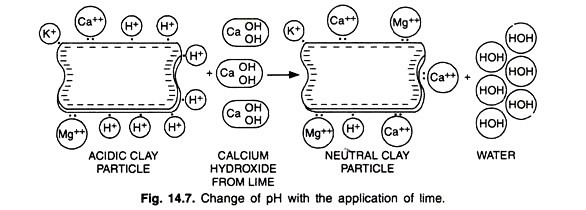 K⁺ Ca⁺⁺ H⁺ H⁺ H⁺
H⁺
H⁺
Mg⁺⁺ H⁺ H⁺ H⁺
+
Ca OH OH
Ca OH OH
Ca OH OH
K⁺ Ca⁺⁺ Mg⁺⁺
Ca⁺⁺
Mg⁺⁺ H⁺ Ca⁺⁺
+
HOH
HOH
HOH
HOH
HOH
HOH
HOH
ACIDIC CLAY
PARTICLE
CALCIUM
HYDROXIDE
FROM LIME
NEUTRAL CLAY
PARTICLE
WATER
Fig. 14.7. Change of pH with the application of lime.